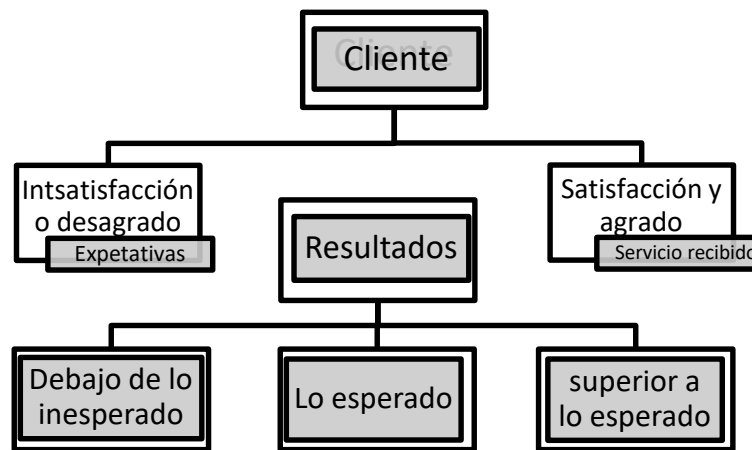 Cliente
Intsatisfacción
o desagrado
Expetativas
Satisfacción y
agrado
Servicio recibido
Resultados
Debajo de lo
inesperado
Lo esperado
superior a
lo esperado